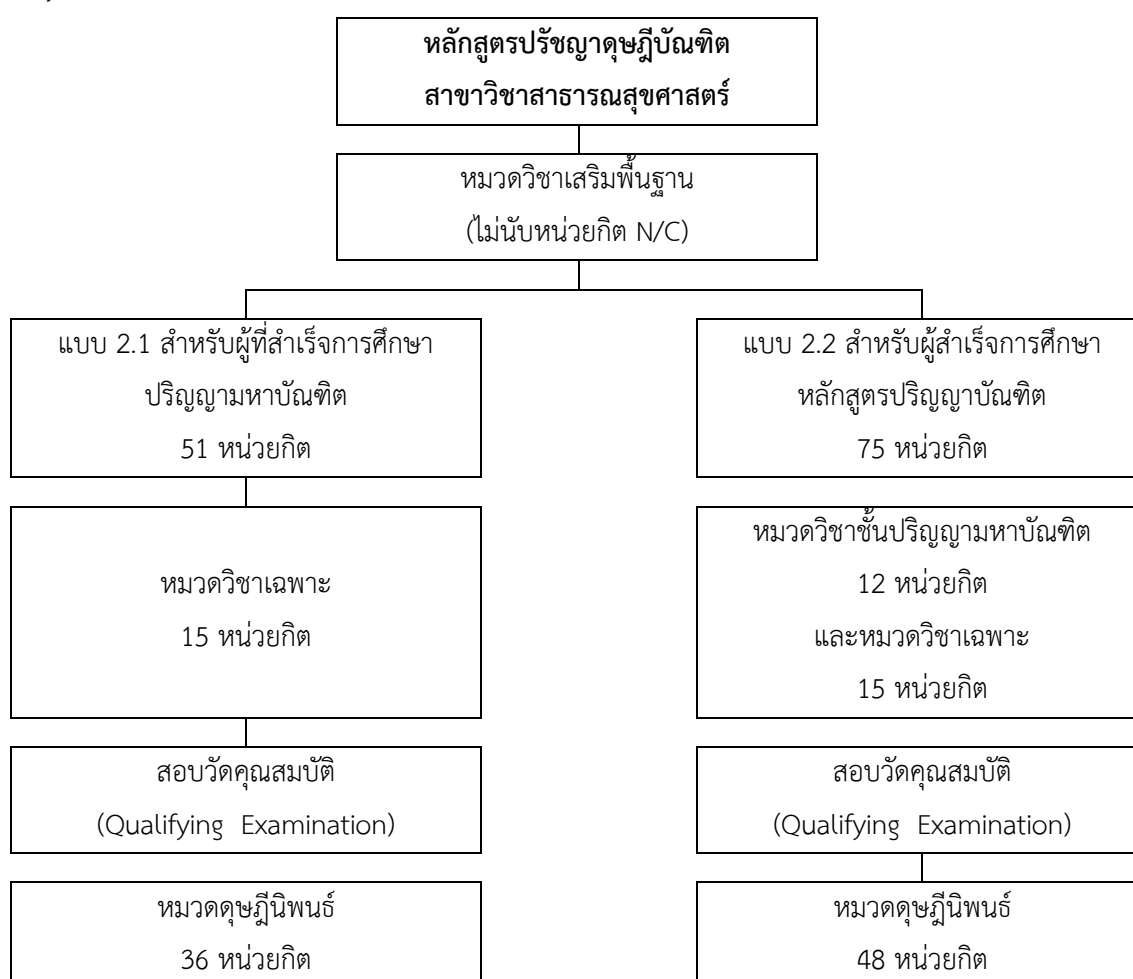 หลักสูตรปรัชญาดุษฎีบัณฑิต
สาขาวิชาสาธารณสุขศาสตร์
หมวดวิชาเสริมพื้นฐาน
(ไม่นับหน่วยกิต N/C)
แบบ 2.1 สำหรับผู้ที่สำเร็จการศึกษา
ปริญญามหาบัณฑิต
51 หน่วยกิต
แบบ 2.2 สำหรับผู้สำเร็จการศึกษา
หลักสูตรปริญญาบัณฑิต
75 หน่วยกิต
หมวดวิชาเฉพาะ
15 หน่วยกิต
หมวดวิชาชั้นปริญญามหาบัณฑิต
12 หน่วยกิต
และหมวดวิชาเฉพาะ
15 หน่วยกิต
สอบวัดคุณสมบัติ
(Qualifying Examination)
สอบวัดคุณสมบัติ
(Qualifying Examination)
หมวดดุษฎีนิพนธ์
36 หน่วยกิต
หมวดดุษฎีนิพนธ์
48 หน่วยกิต